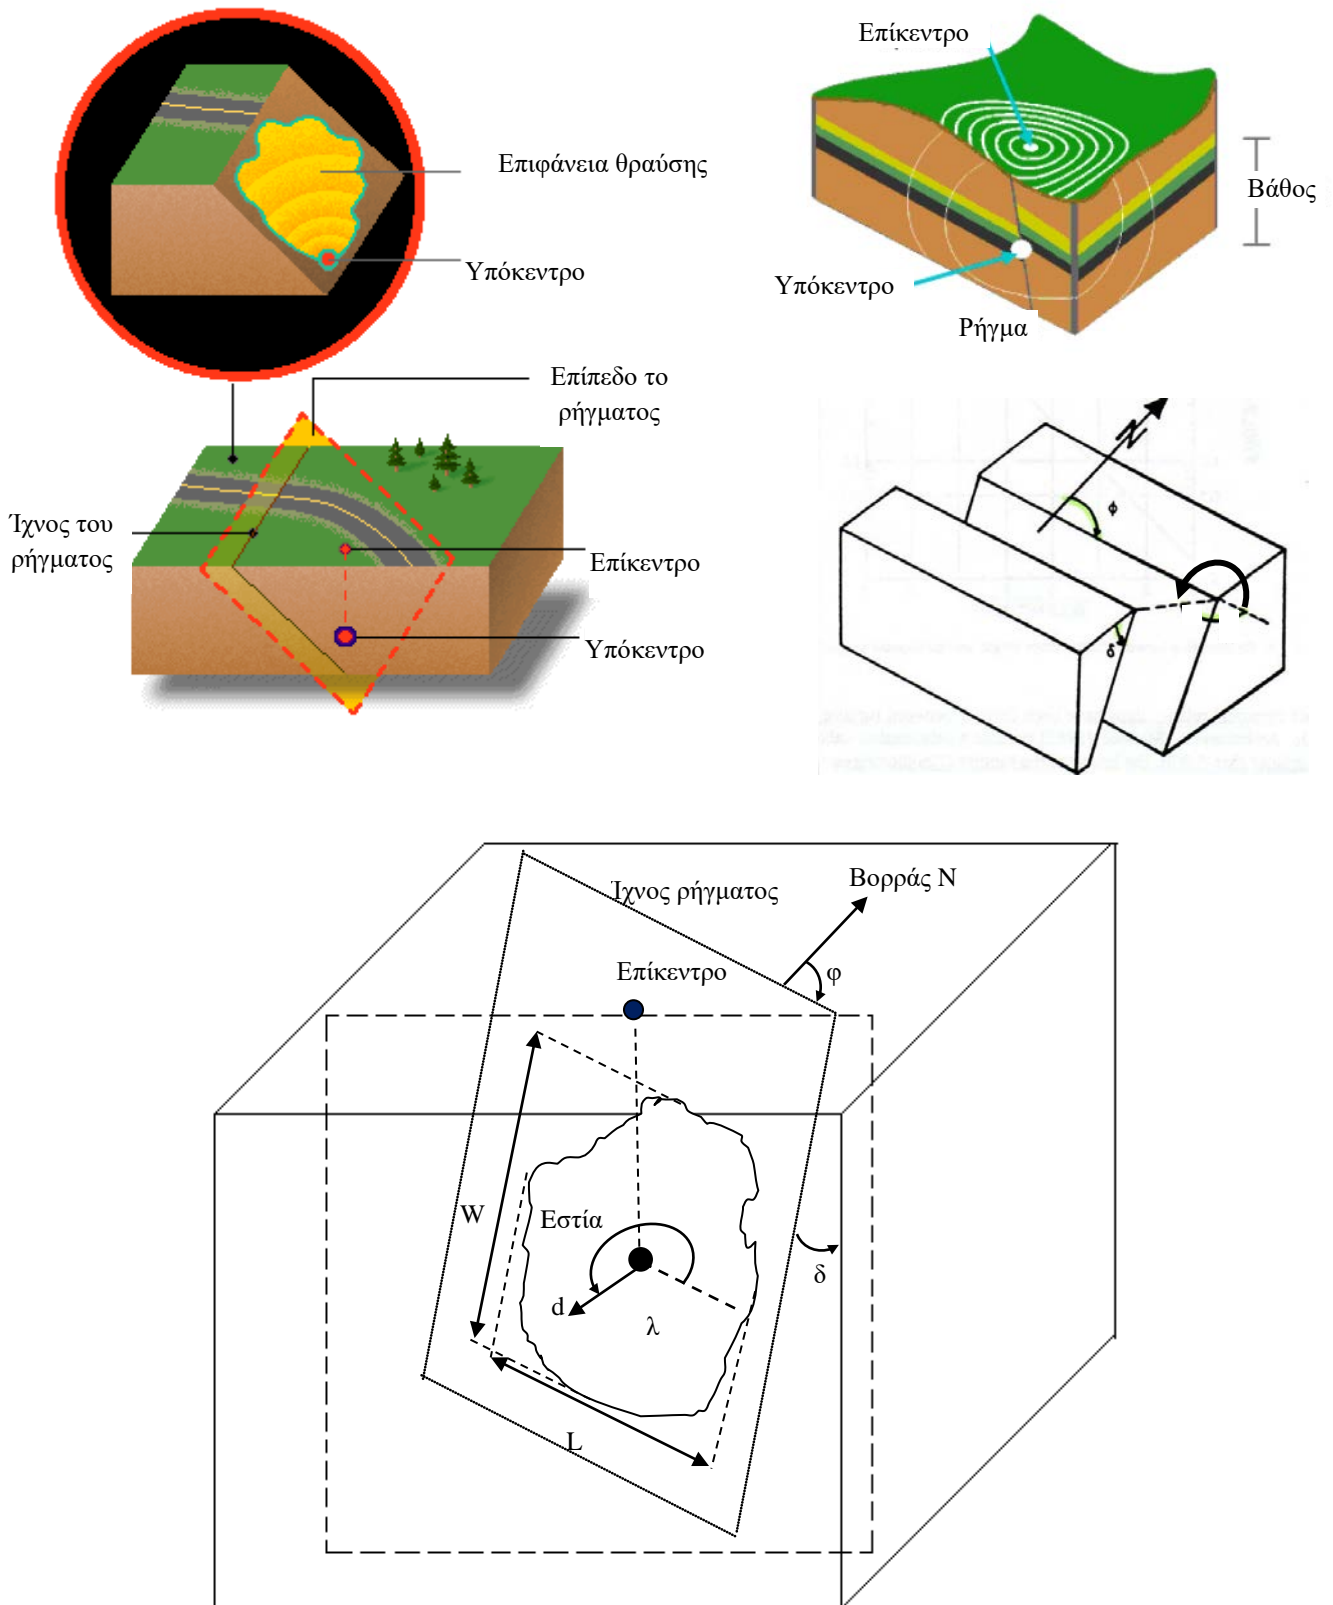 Επίκεντρο
Επιφάνεια θραύσης
Βάθος
Υπόκεντρο
Υπόκεντρο
Ρήγμα
Επίπεδο το
ρήγματος
Ίχνος του
ρήγματος
Επίκεντρο
Υπόκεντρο
N
ϕ
δ
Ίχνος ρήγματος
Βορράς Ν
Επίκεντρο
φ
W
Εστία
δ
d
λ
L